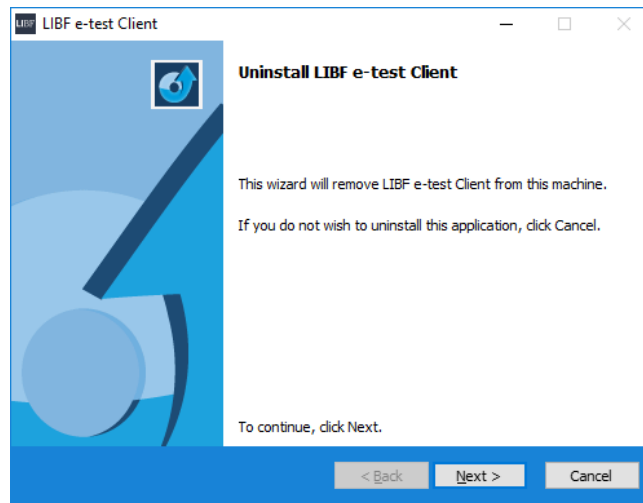 LIBF LIBF e-test Client
Uninstall LIBF e-test Client
This wizard will remove LIBF e-test Client from this machine.
If you do not wish to uninstall this application, click Cancel.
To continue, click Next.
< Back Next > Cancel